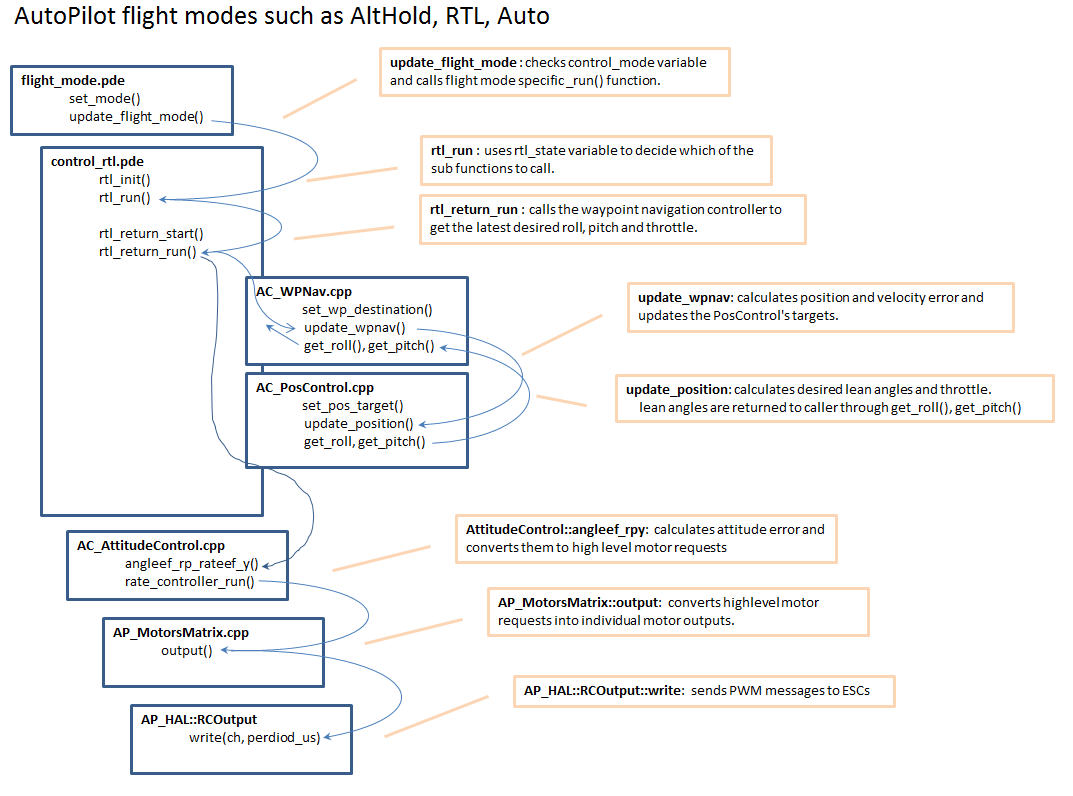 AutoPilot flight modes such as AltHold, RTL, Auto
update_flight_mode : checks control_mode variable
and calls flight mode specific _run() function.
flight_mode.pde
set_mode()
update_flight_mode()
control_rtl.pde
rtl_init()
rtl_run()
rtl_return_start()
rtl_return_run()
rtl_run : uses rtl_state variable to decide which of the
sub functions to call.
rtl_return_run : calls the waypoint navigation controller to
get the latest desired roll, pitch and throttle.
AC_WPNav.cpp
set_wp_destination()
update_wpnav()
get_roll(), get_pitch()
update_wpnav: calculates position and velocity error and
updates the PosControl's targets.
AC_PosControl.cpp
set_pos_target()
update_position()
get_roll, get_pitch()
update_position: calculates desired lean angles and throttle.
lean angles are returned to caller through get_roll(), get_pitch()
AC_AttitudeControl.cpp
angleef_rp_rateef_y()
rate_controller_run()
AttitudeControl::angleef_rpy: calculates attitude error and
converts them to high level motor requests
AP_MotorsMatrix.cpp
output()
AP_MotorsMatrix::output: converts highlevel motor
requests into individual motor outputs.
AP_HAL::RCOutput
write(ch, perdiod_us)
AP_HAL::RCOutput::write: sends PWM messages to ESCs